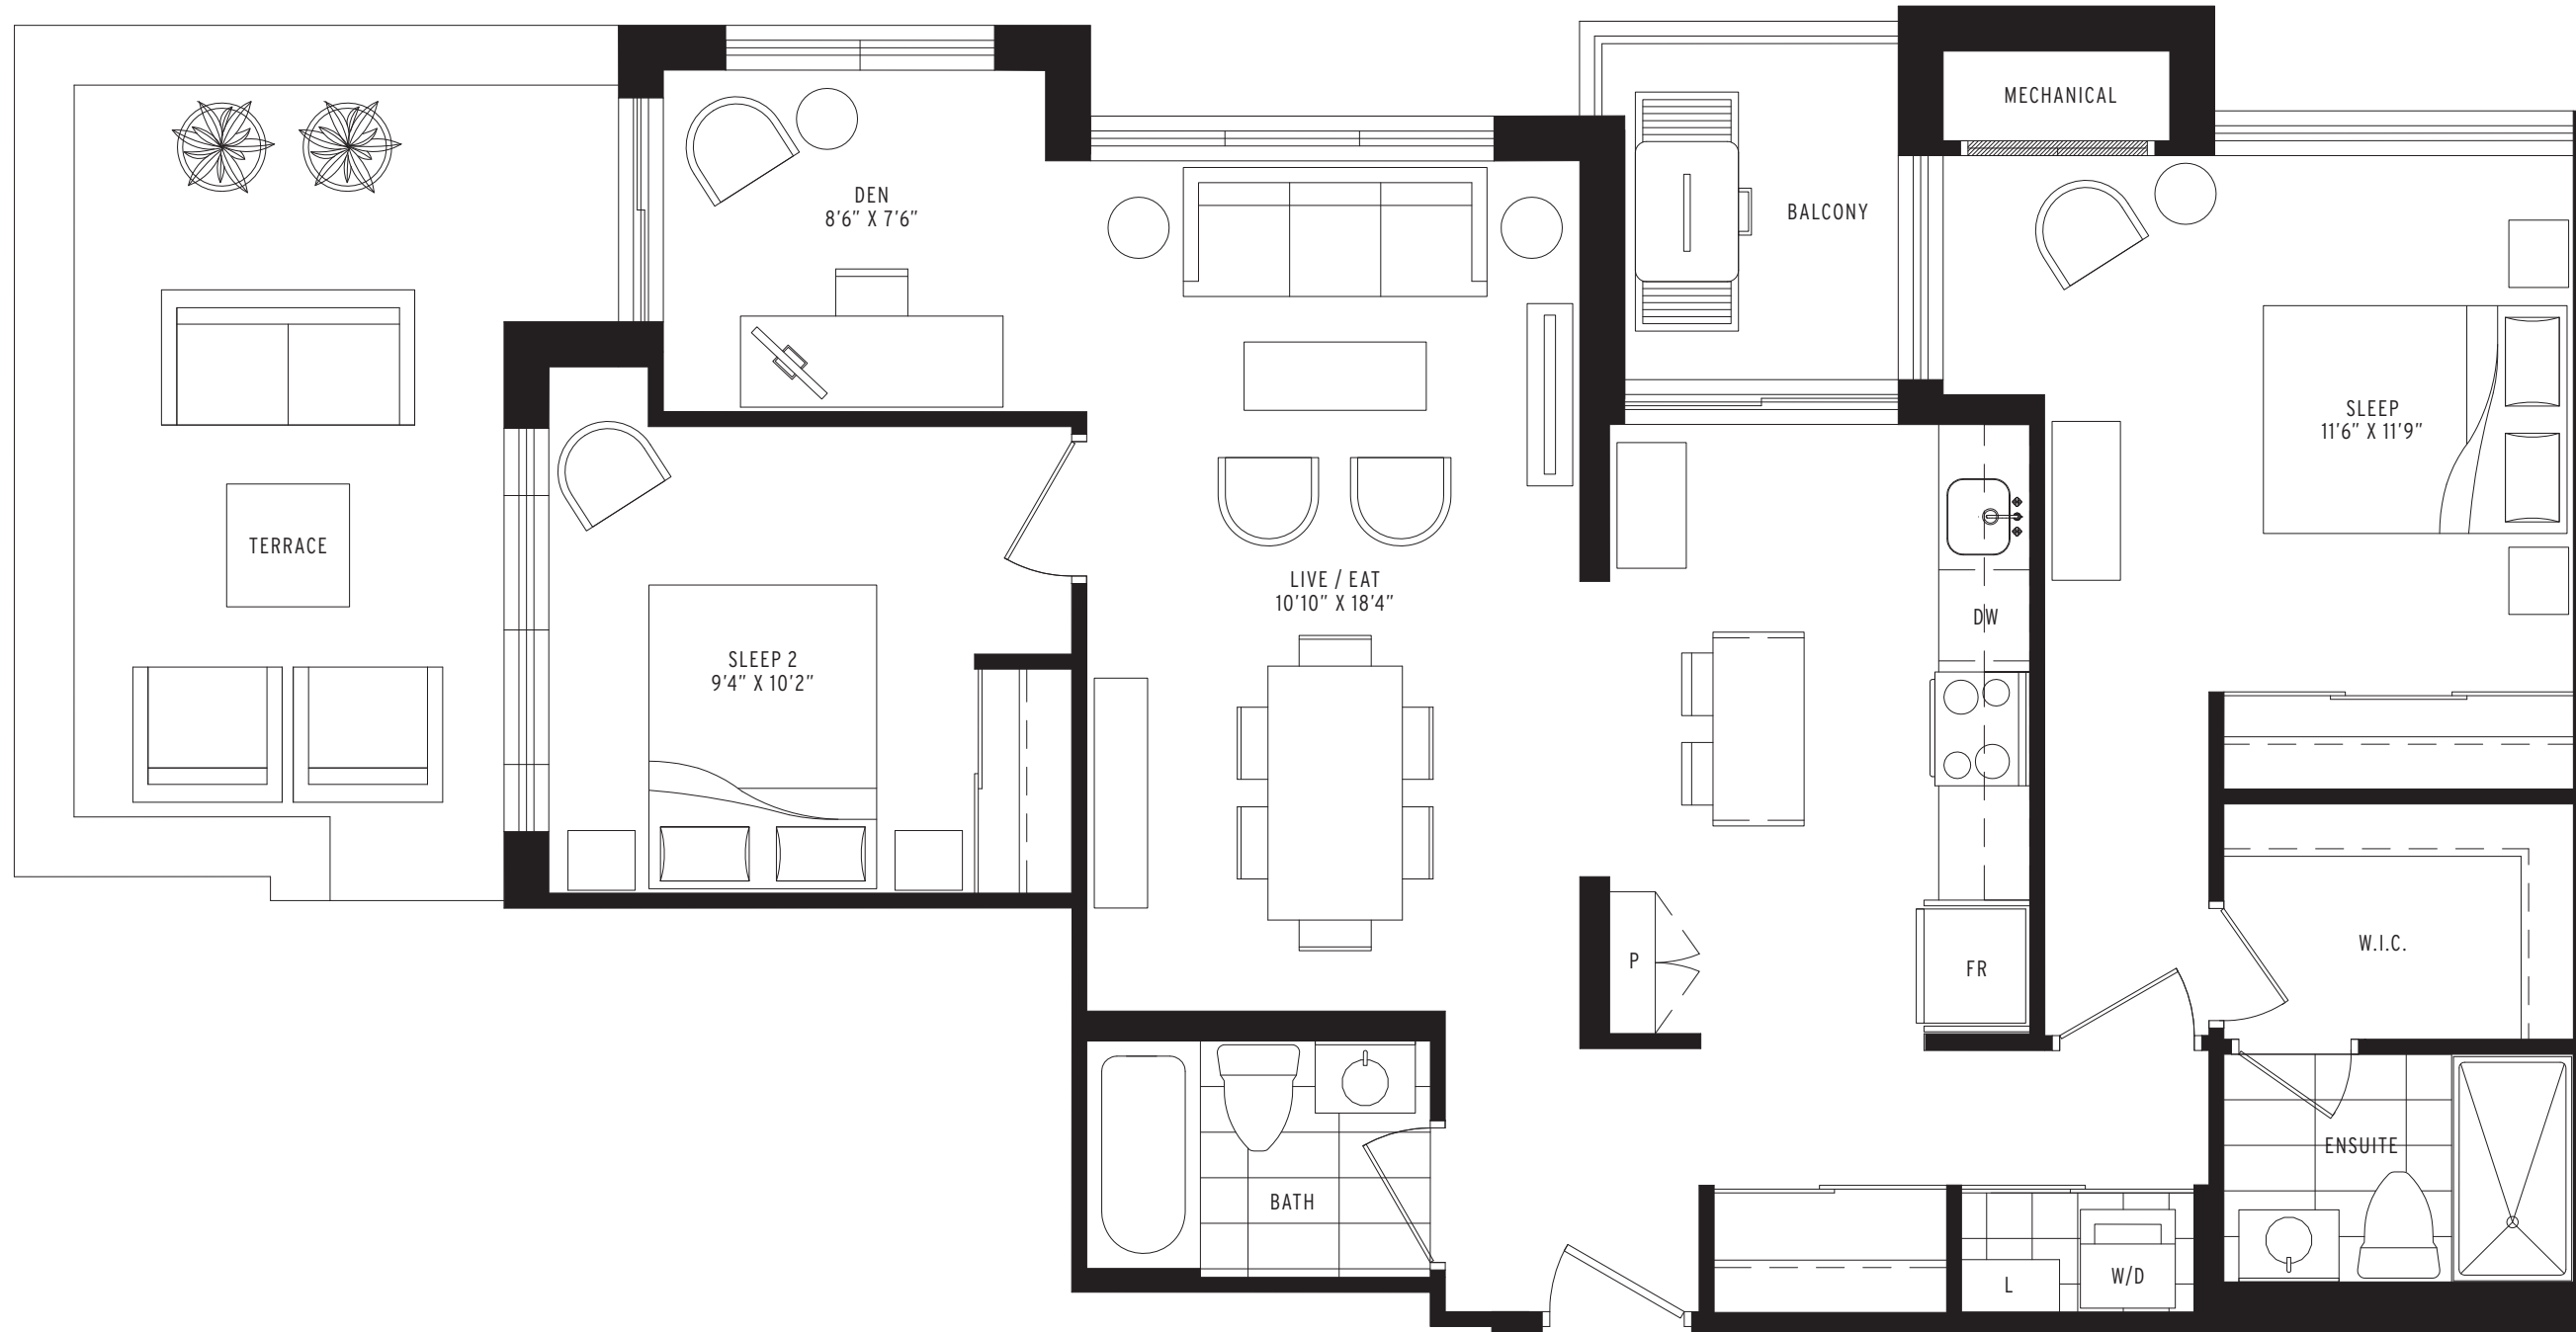 MECHANICAL
DEN
8'6" X 7'6"
BALCONY
SLEEP
11'6" X 11'9"
TERRACE
LIVE / EAT
10'10" X 18'4"
DW
SLEEP 2
9'4" X 10'2"
W.I.C.
P
FR
ENSUITE
BATH
L
W/D